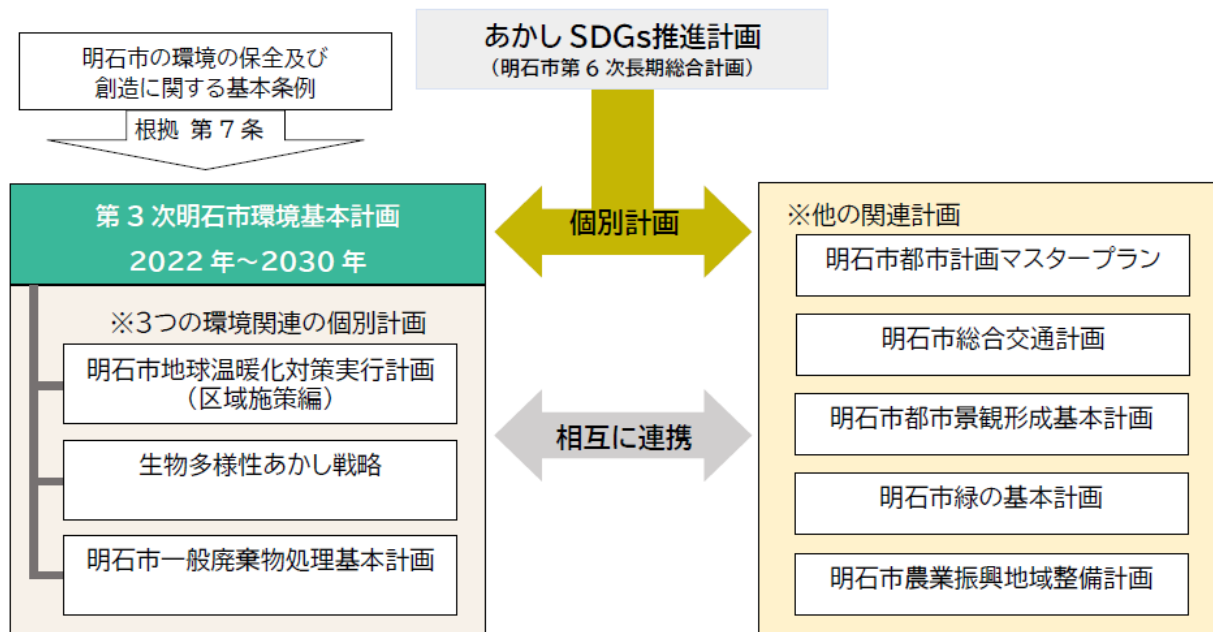 明石市の環境の保全及び
創造に関する基本条例
根拠 第7条
あかし SDGs推進計画
(明石市第6次長期総合計画)
第3次明石市環境基本計画
2022年~2030年
※3つの環境関連の個別計画
明石市地球温暖化対策実行計画
(区域施策編)
生物多様性あかし戦略
明石市一般廃棄物処理基本計画
個別計画
相互に連携
※他の関連計画
明石市都市計画マスタープラン
明石市総合交通計画
明石市都市景観形成基本計画
明石市緑の基本計画
明石市農業振興地域整備計画